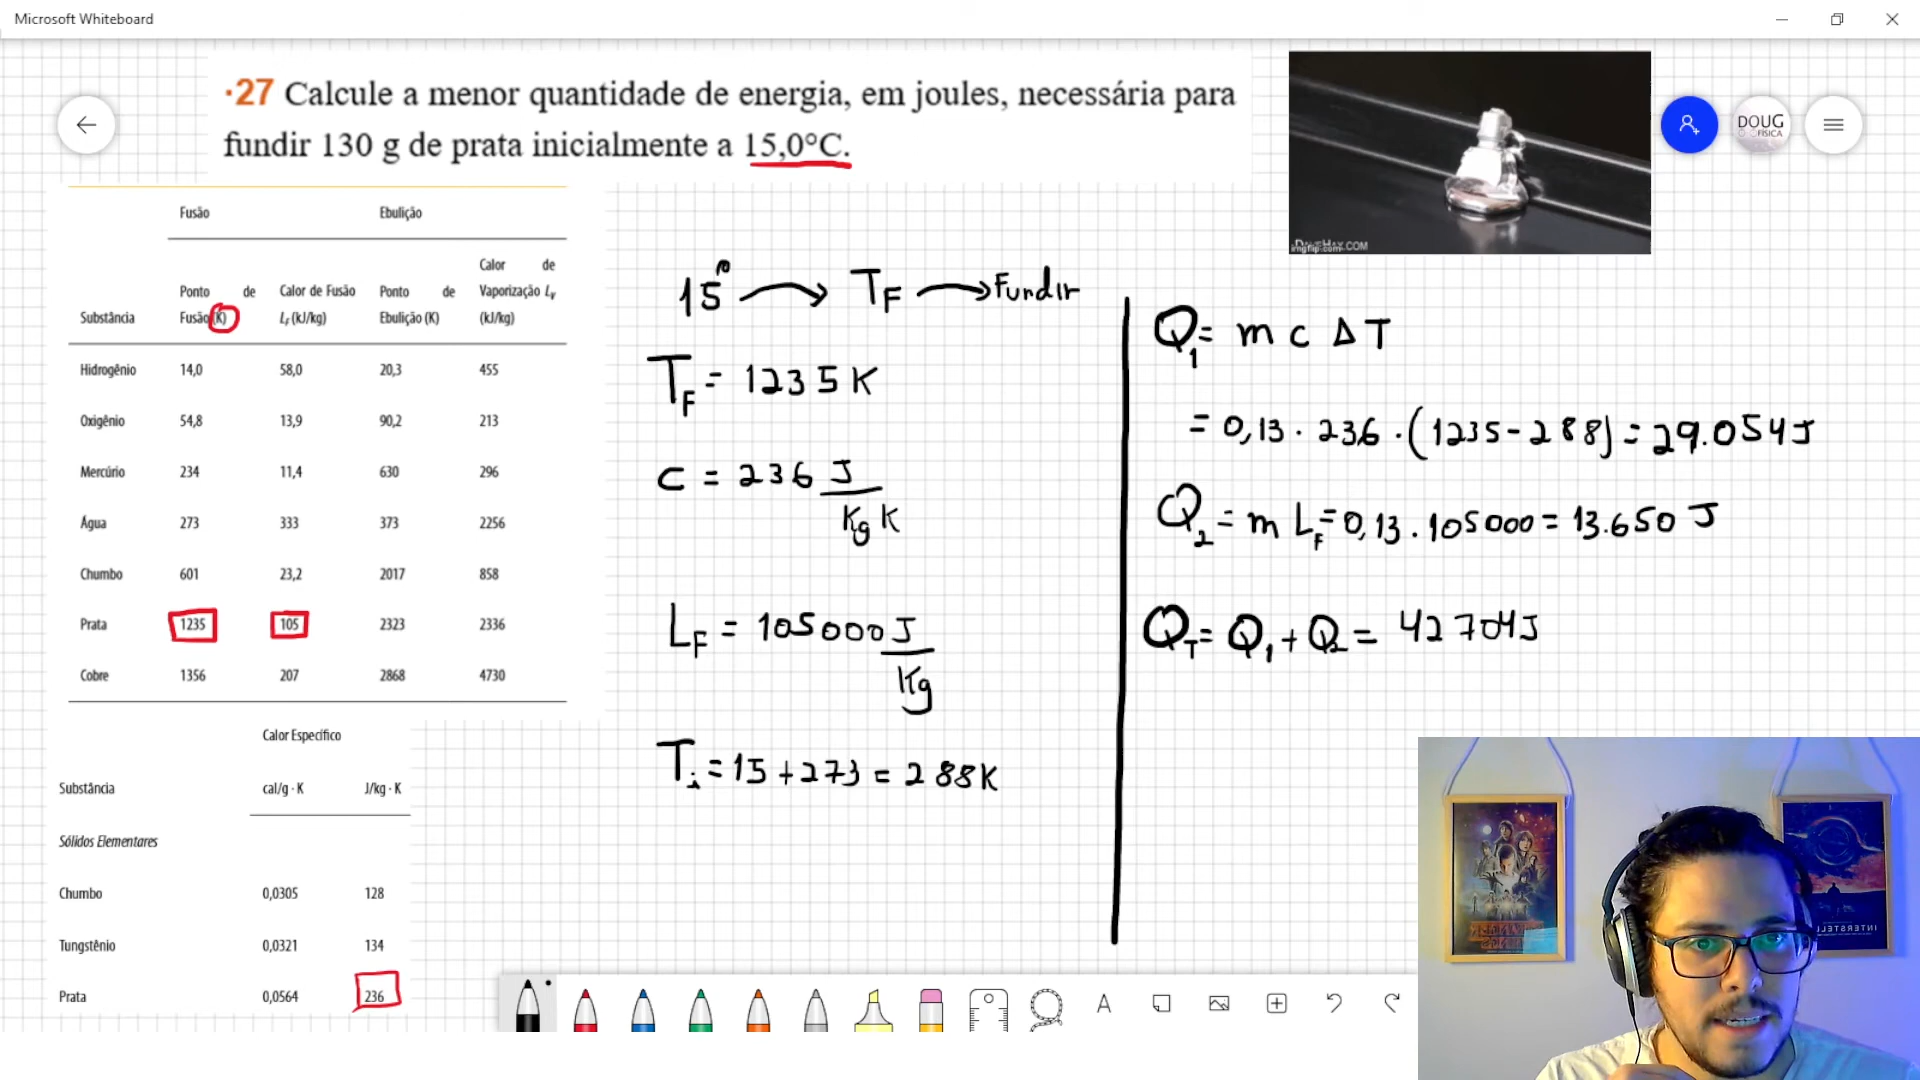 Microsoft Whiteboard
·27 Calcule a menor quantidade de energia, em joules, necessária para
fundir 130 g de prata inicialmente a 15,0°C.
DOUG
FÍSICA
Fusão Ebulição
Substância Ponto de Fusão (K) Calor de Fusão L_F (kJ/kg) Ponto de Ebulição (K) Calor de Vaporização L_V (kJ/kg)
Hidrogênio 14,0 58,0 20,3 455
Oxigênio 54,8 13,9 90,2 213
Mercúrio 234 11,4 630 296
Água 273 333 373 2256
Chumbo 601 23,2 2017 858
Prata 1235 105 2323 2336
Cobre 1356 207 2868 4730
Calor Específico
Substância cal/g · K J/kg · K
Sólidos Elementares
Chumbo 0,0305 128
Tungstênio 0,0321 134
Prata 0,0564 236
15° → T_F → Fundir
T_F = 1235 K
c = 236 J/Kg K
L_F = 105000 J/Kg
T_i = 15 + 273 = 288K
Q_1 = m c Δ T
= 0,13 · 236 · (1235 - 288) = 29.054J
Q_2 = m L_F = 0,13 . 105000 = 13.650 J
Q_T = Q_1 + Q_2 = 42704J
imgflip.com
A